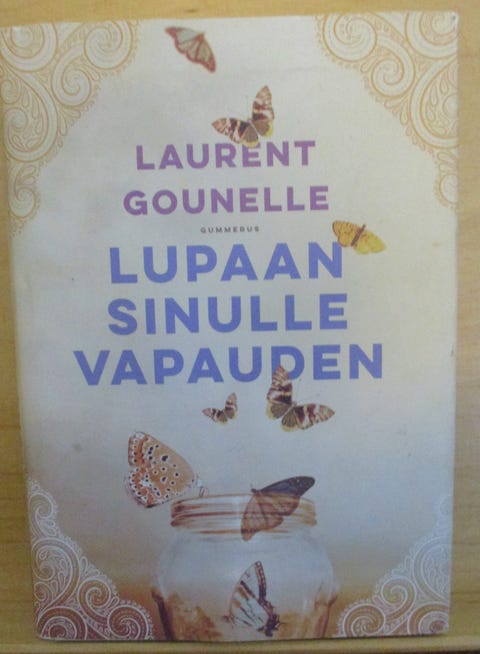 LAURENT
GOUNELLE
GUMMERUS
LUPAAN
SINULLE
VAPAUDEN